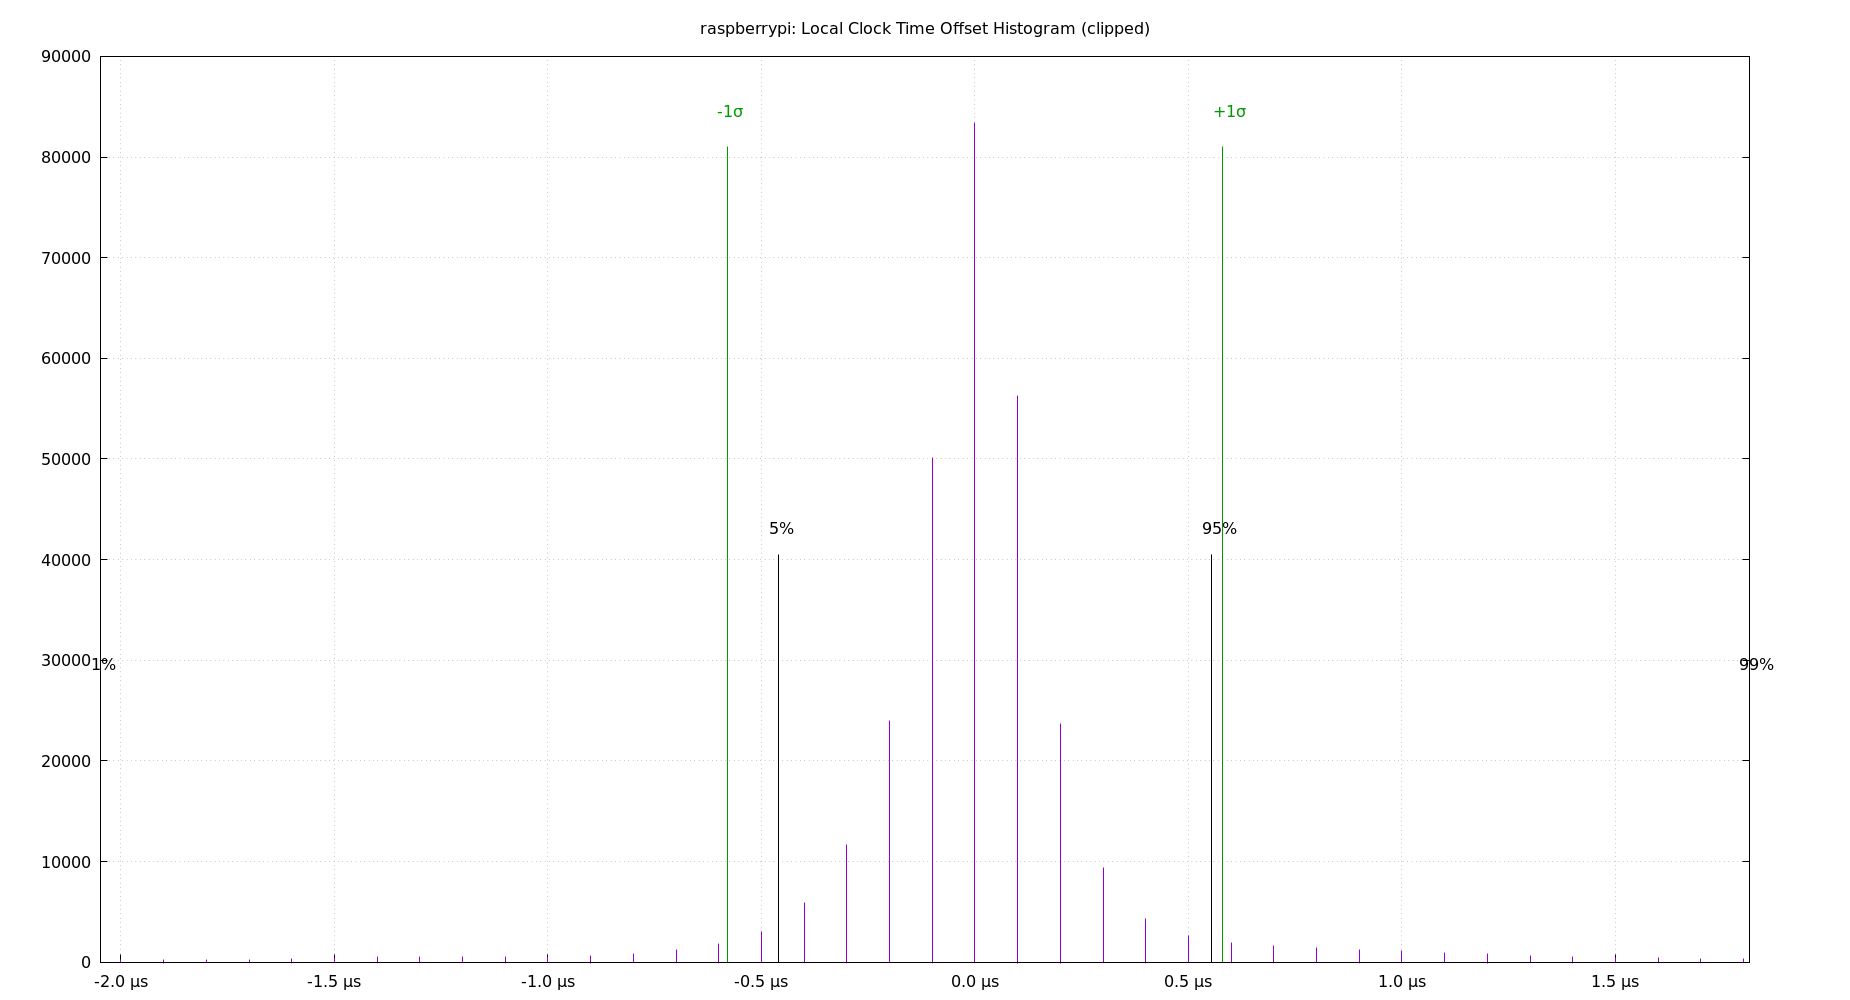 raspberrypi: Local Clock Time Offset Histogram (clipped)
90000
-1σ +1σ
80000
70000
60000
50000
5% 95%
40000
30000 1% 99%
20000
10000
0
-2.0 µs -1.5 µs -1.0 µs -0.5 µs 0.0 µs 0.5 µs 1.0 µs 1.5 µs